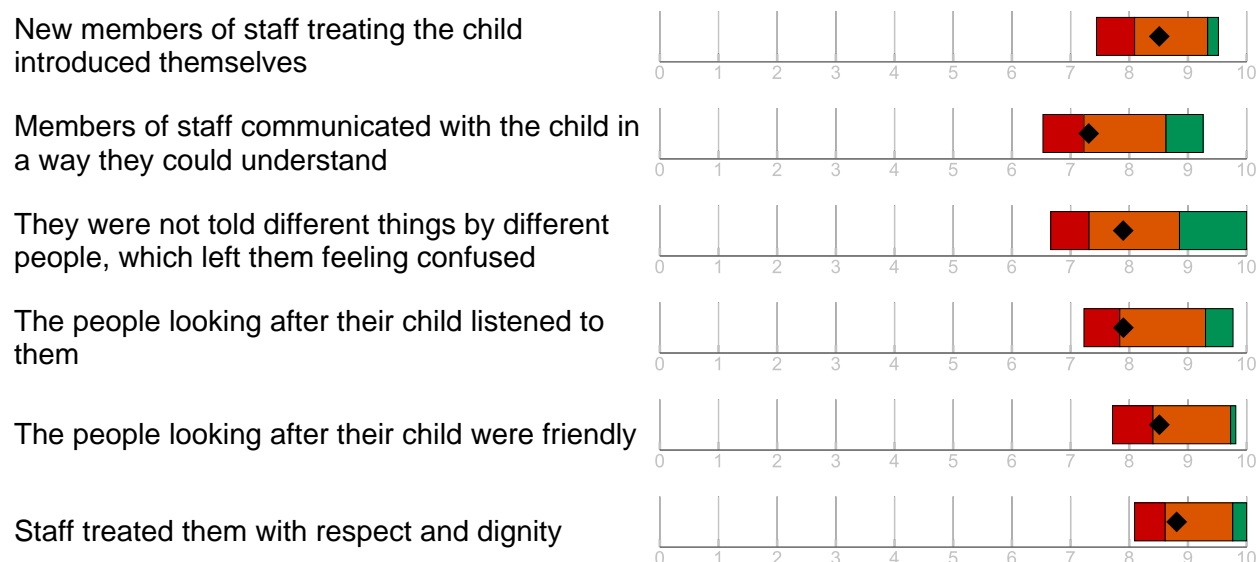 New members of staff treating the child
introduced themselves
0 1 2 3 4 5 6 7 8 9 10
Members of staff communicated with the child in
a way they could understand
0 1 2 3 4 5 6 7 8 9 10
They were not told different things by different
people, which left them feeling confused
0 1 2 3 4 5 6 7 8 9 10
The people looking after their child listened to
them
0 1 2 3 4 5 6 7 8 9 10
The people looking after their child were friendly
0 1 2 3 4 5 6 7 8 9 10
Staff treated them with respect and dignity
0 1 2 3 4 5 6 7 8 9 10